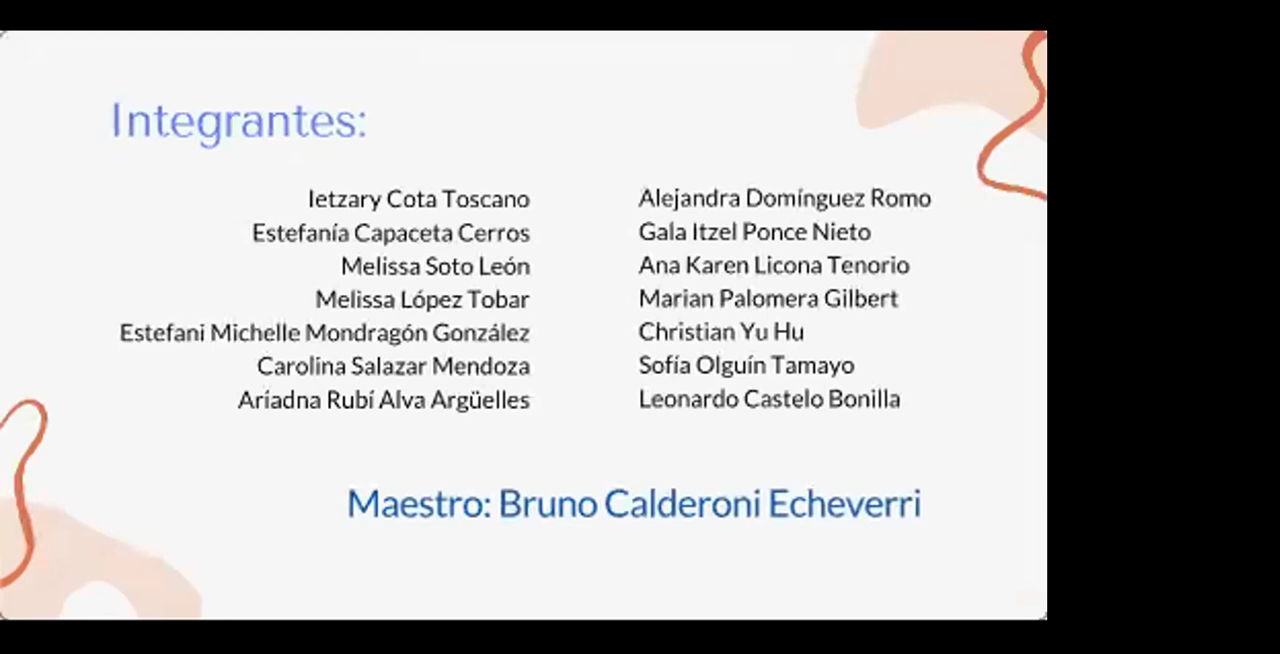 Integrantes:
Ietzary Cota Toscano
Estefanía Capaceta Cerros
Melissa Soto León
Melissa López Tobar
Estefani Michelle Mondragón González
Carolina Salazar Mendoza
Ariadna Rubí Alva Argüelles
Alejandra Domínguez Romo
Gala Itzel Ponce Nieto
Ana Karen Licona Tenorio
Marian Palomera Gilbert
Christian Yu Hu
Sofía Olguín Tamayo
Leonardo Castelo Bonilla
Maestro: Bruno Calderoni Echeverri